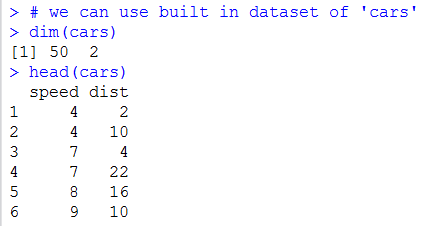 > # we can use built in dataset of 'cars'
> dim(cars)
[1] 50  2
> head(cars)
  speed dist
1     4    2
2     4   10
3     7    4
4     7   22
5     8   16
6     9   10